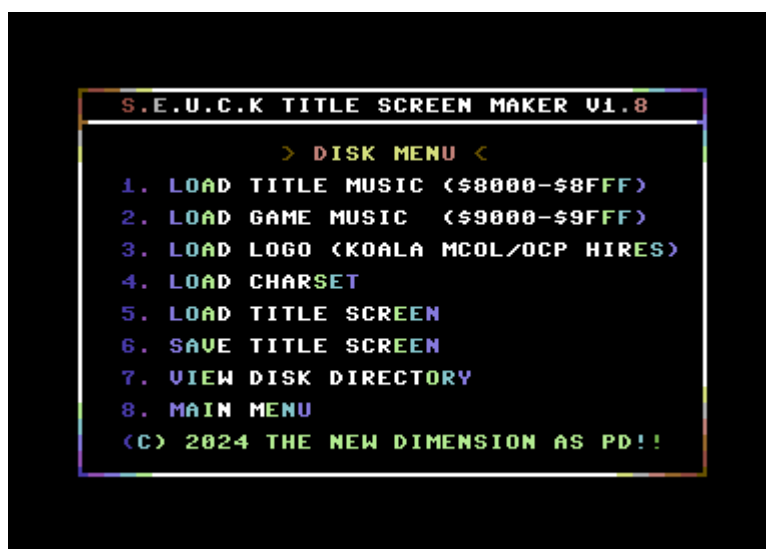 S.E.U.C.K TITLE SCREEN MAKER V1.8
> DISK MENU <
1. LOAD TITLE MUSIC ($8000-$8FFF)
2. LOAD GAME MUSIC  ($9000-$9FFF)
3. LOAD LOGO (KOALA MCOL/OCP HIRES)
4. LOAD CHARSET
5. LOAD TITLE SCREEN
6. SAVE TITLE SCREEN
7. VIEW DISK DIRECTORY
8. MAIN MENU
(C) 2024 THE NEW DIMENSION AS PD!!